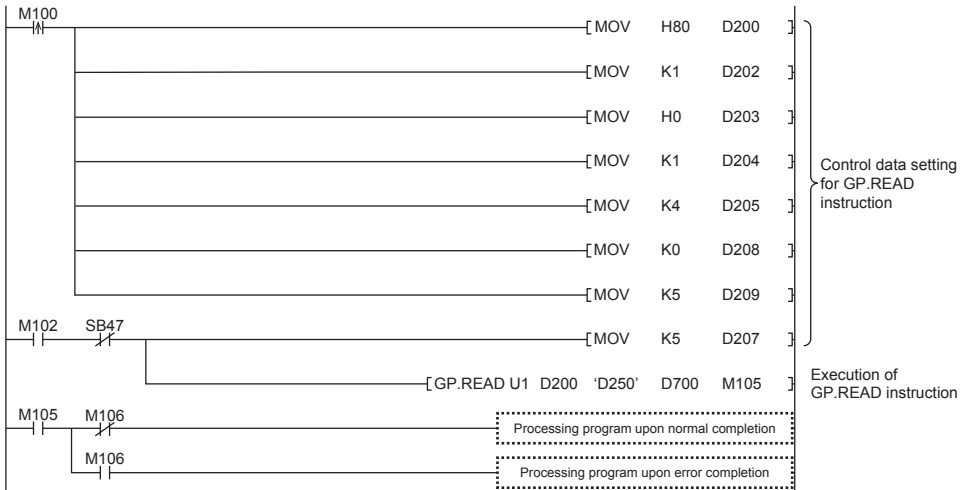 M100
MOV H80 D200
MOV K1 D202
MOV H0 D203
MOV K1 D204
MOV K4 D205
MOV K0 D208
MOV K5 D209
Control data setting
for GP.READ
instruction
M102 SB47
MOV K5 D207
GP.READ U1 D200 'D250' D700 M105
Execution of
GP.READ instruction
M105 M106
Processing program upon normal completion
M106
Processing program upon error completion